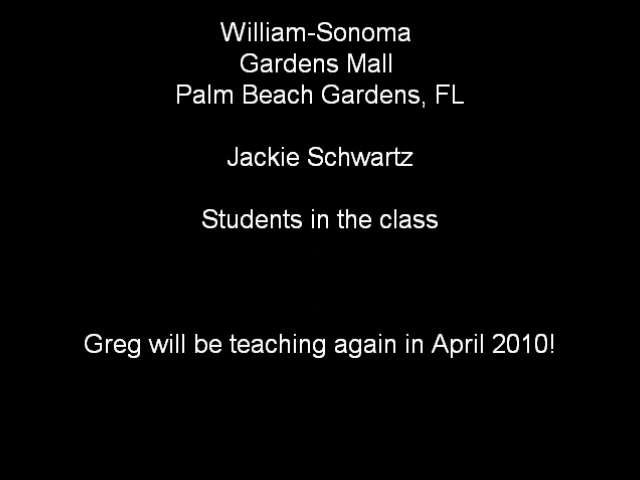 William-Sonoma
Gardens Mall
Palm Beach Gardens, FL
Jackie Schwartz
Students in the class
Greg will be teaching again in April 2010!